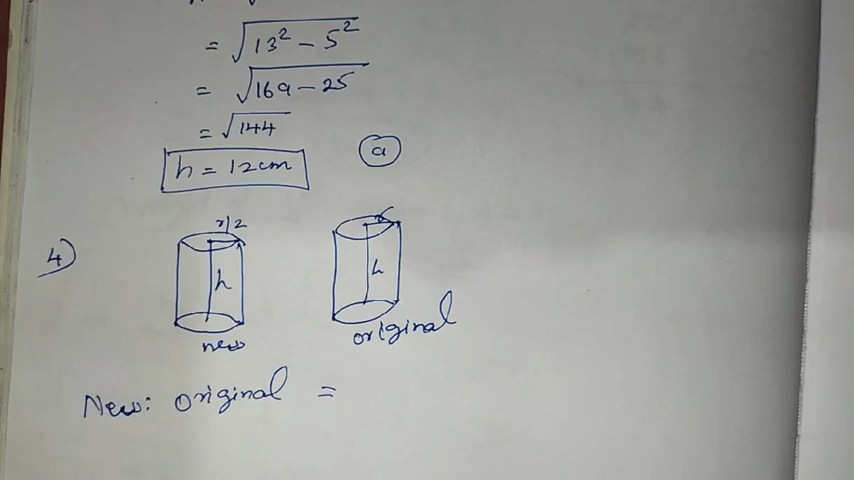 = √13² - 5²
= √169 - 25
= √144
h = 12cm
a
4)
r/2
r
h
h
new
original
New: original =